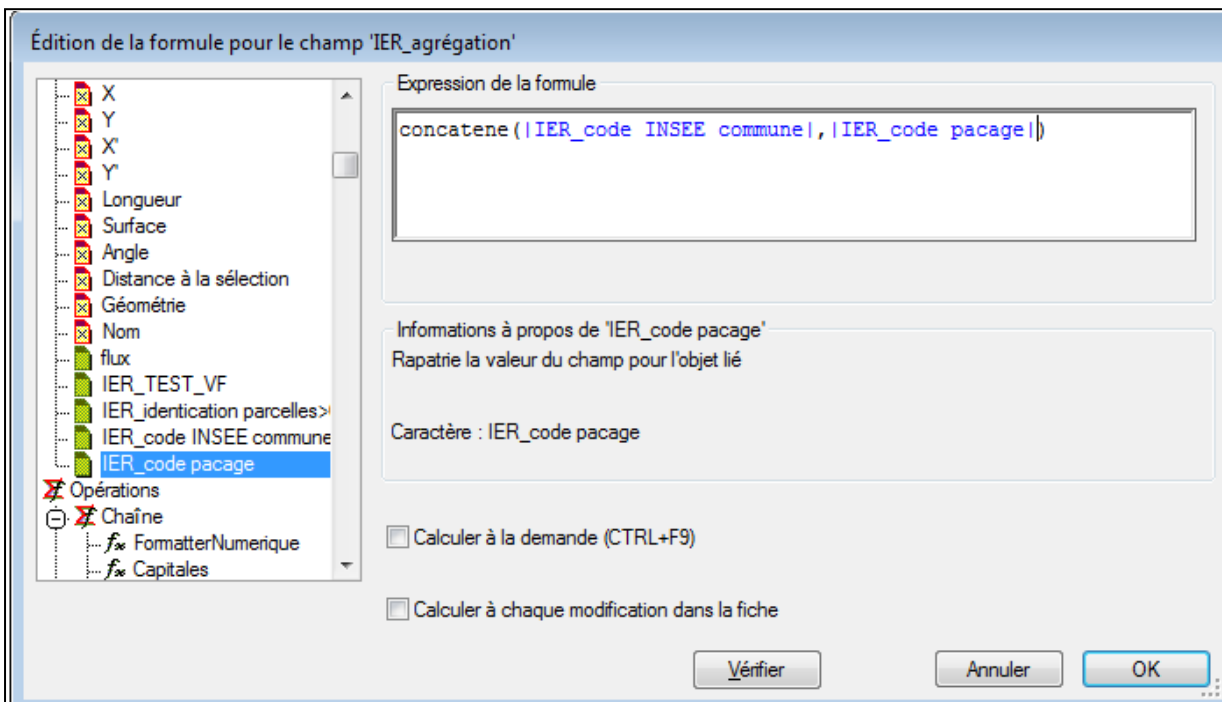 Édition de la formule pour le champ 'IER_agrégation'
X
Y
X'
Y'
Longueur
Surface
Angle
Distance à la sélection
Géométrie
Nom
flux
IER_TEST_VF
IER_identication parcelles>
IER_code INSEE commune
IER_code pacage
Opérations
Chaîne
FormatterNumerique
Capitales
Expression de la formule
concatene(|IER_code INSEE commune|,|IER_code pacage|)
Informations à propos de 'IER_code pacage'
Rapatrie la valeur du champ pour l'objet lié
Caractère : IER_code pacage
Calculer à la demande (CTRL+F9)
Calculer à chaque modification dans la fiche
Vérifier
Annuler
OK